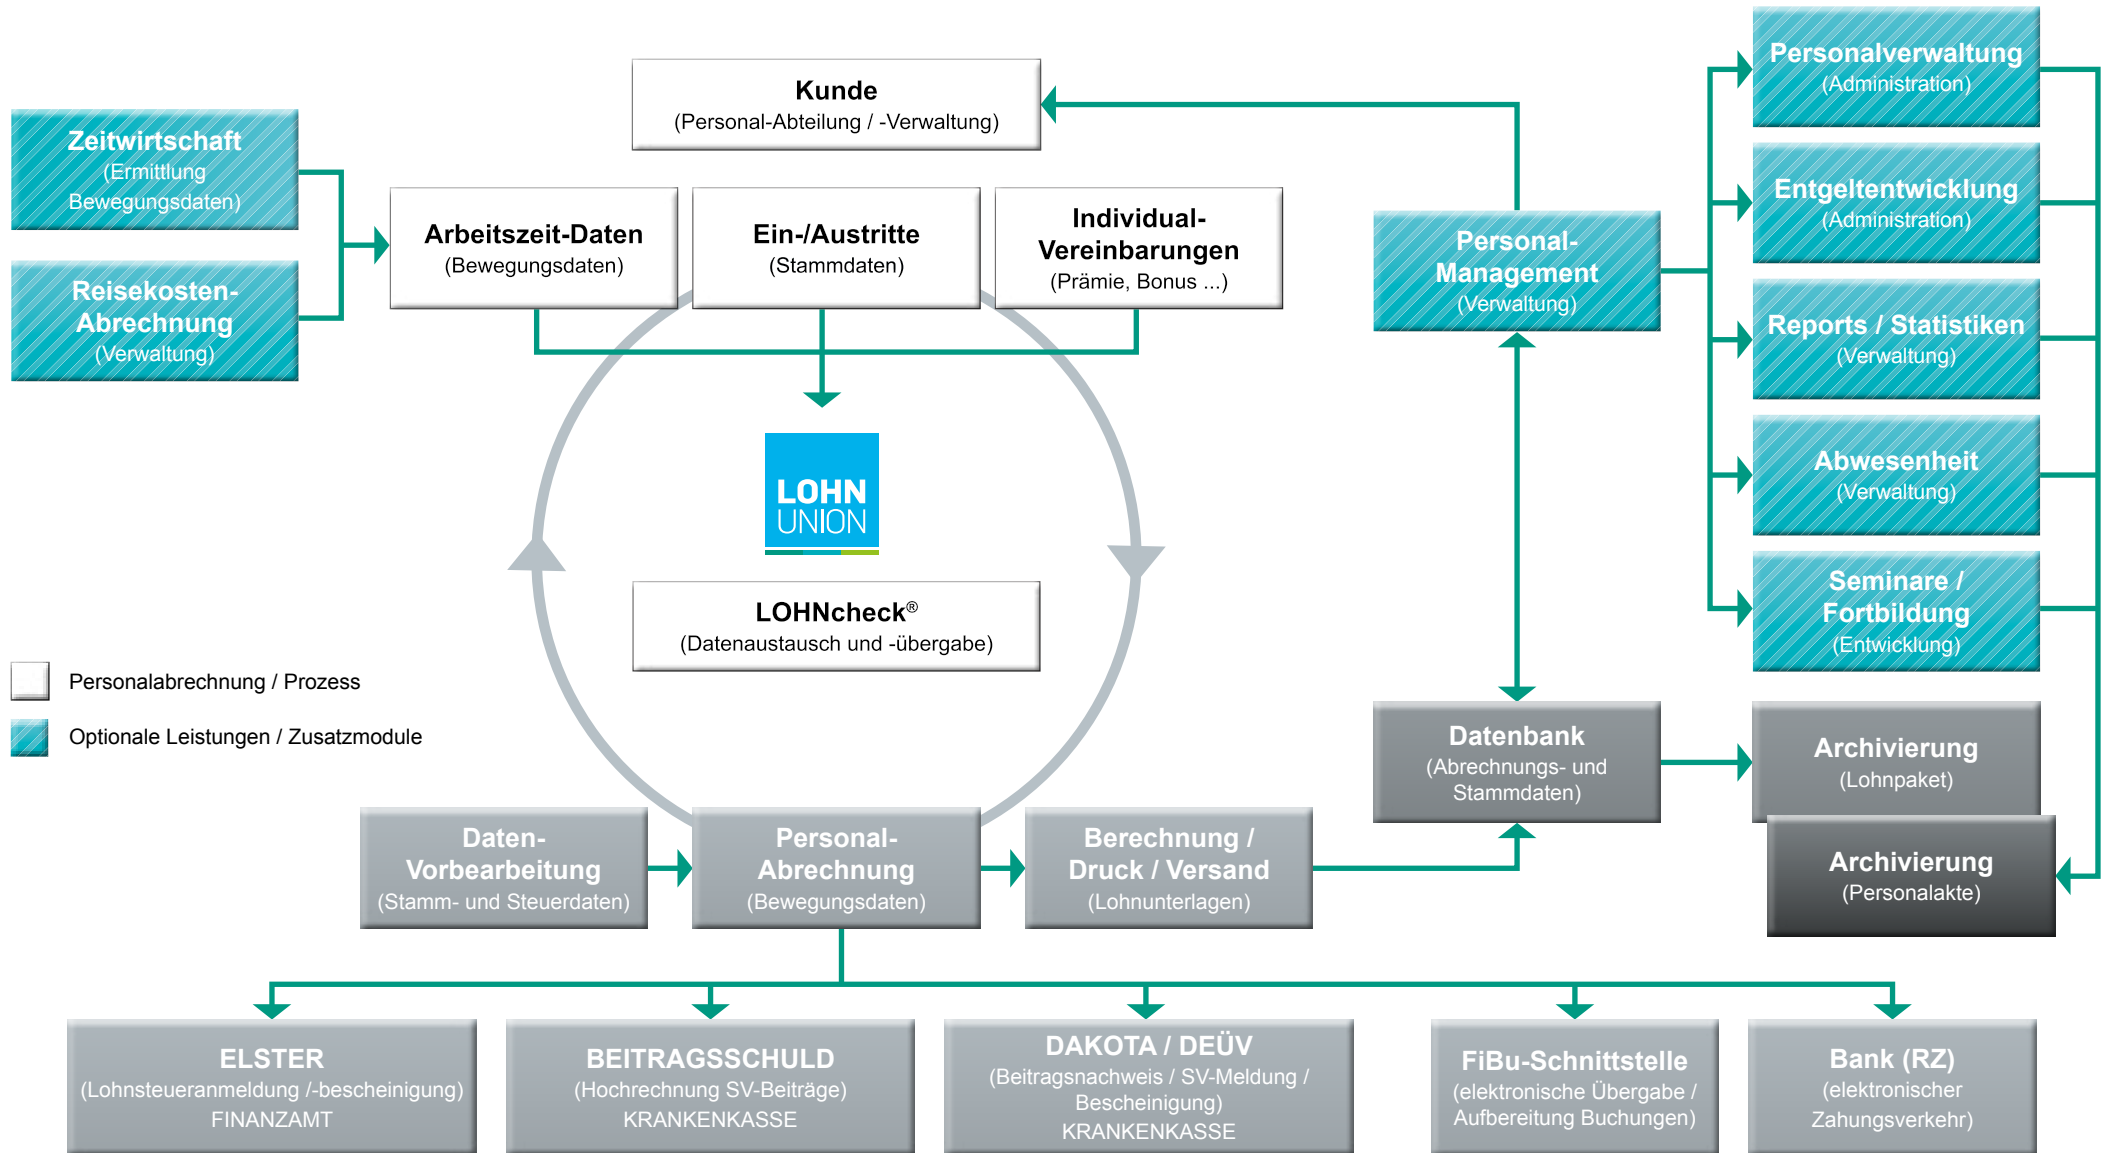 Kunde
(Personal-Abteilung / -Verwaltung)
Zeitwirtschaft
(Ermittlung
Bewegungsdaten)
Reisekosten-
Abrechnung
(Verwaltung)
Arbeitszeit-Daten
(Bewegungsdaten)
Ein-/Austritte
(Stammdaten)
Individual-
Vereinbarungen
(Prämie, Bonus ...)
LOHN
UNION
LOHNcheck®
(Datenaustausch und -übergabe)
Personalabrechnung / Prozess
Optionale Leistungen / Zusatzmodule
Personal-
Management
(Verwaltung)
Personalverwaltung
(Administration)
Entgeltentwicklung
(Administration)
Reports / Statistiken
(Verwaltung)
Abwesenheit
(Verwaltung)
Seminare /
Fortbildung
(Entwicklung)
Datenbank
(Abrechnungs- und
Stammdaten)
Archivierung
(Lohnpaket)
Archivierung
(Personalakte)
Daten-
Vorbearbeitung
(Stamm- und Steuerdaten)
Personal-
Abrechnung
(Bewegungsdaten)
Berechnung /
Druck / Versand
(Lohnunterlagen)
ELSTER
(Lohnsteueranmeldung /-bescheinigung)
FINANZAMT
BEITRAGSSCHULD
(Hochrechnung SV-Beiträge)
KRANKENKASSE
DAKOTA / DEÜV
(Beitragsnachweis / SV-Meldung /
Bescheinigung)
KRANKENKASSE
FiBu-Schnittstelle
(elektronische Übergabe /
Aufbereitung Buchungen)
Bank (RZ)
(elektronischer
Zahungsverkehr)